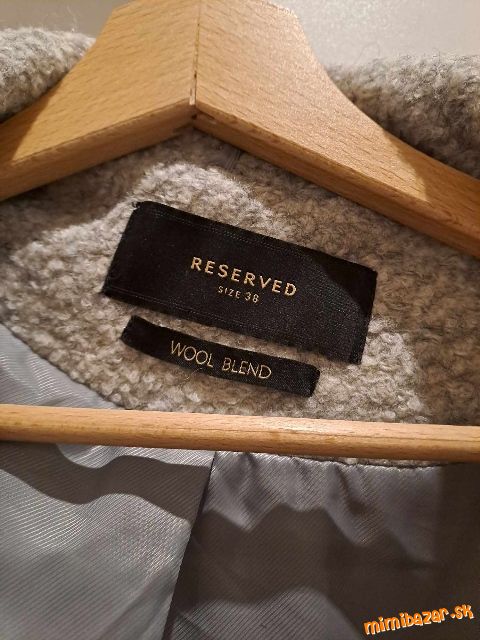 RESERVED
SIZE 38
WOOL BLEND
mimibazar.sk